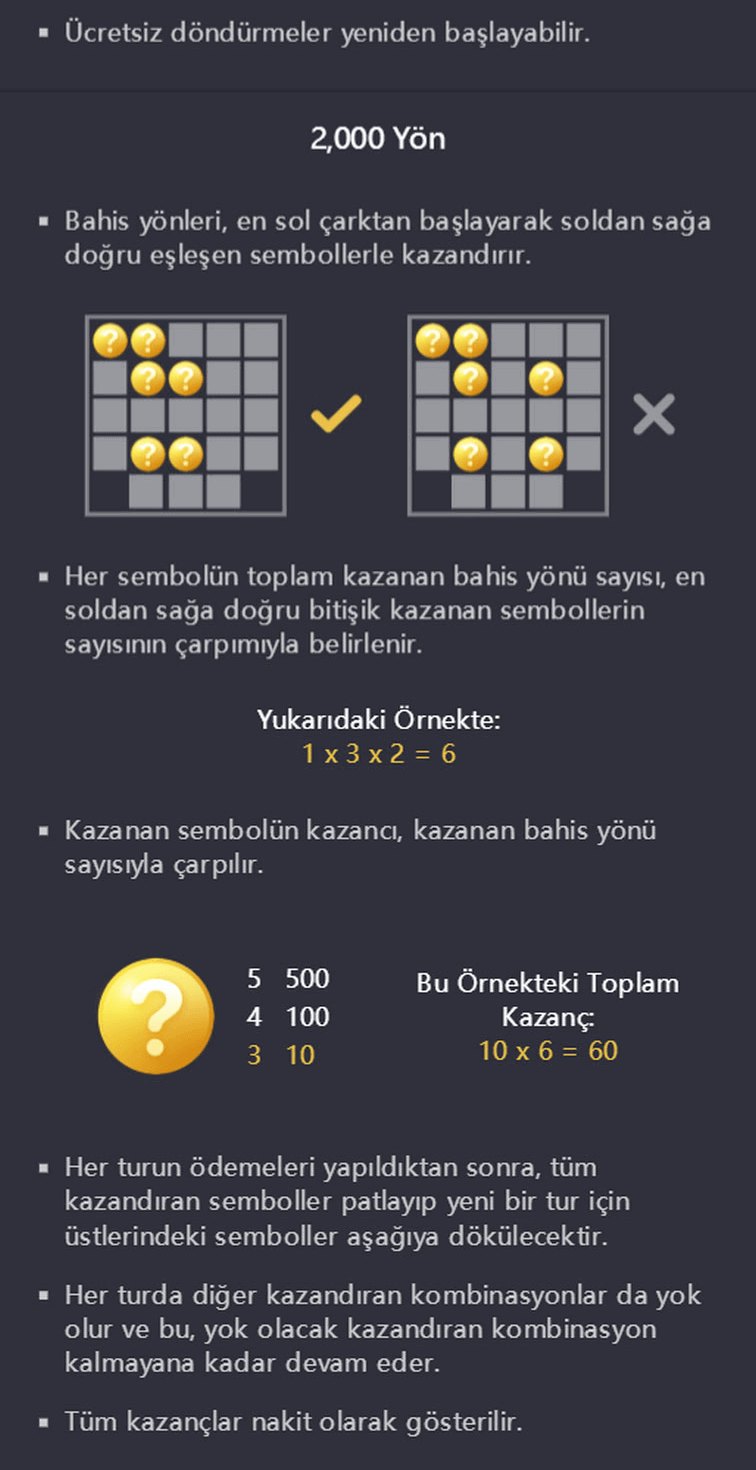 ▪ Ücretsiz döndürmeler yeniden başlayabilir.
2,000 Yön
▪ Bahis yönleri, en sol çarktan başlayarak soldan sağa
doğru eşleşen sembollerle kazandırır.
? ? ? ?
? ? ? ?
? ? ? ?
▪ Her sembolün toplam kazanan bahis yönü sayısı, en
soldan sağa doğru bitişik kazanan sembollerin
sayısının çarpımıyla belirlenir.
Yukarıdaki Örnekte:
1 x 3 x 2 = 6
▪ Kazanan sembolün kazancı, kazanan bahis yönü
sayısıyla çarpılır.
?
5 500
4 100
3 10
Bu Örnekteki Toplam
Kazanç:
10 x 6 = 60
▪ Her turun ödemeleri yapıldıktan sonra, tüm
kazandıran semboller patlayıp yeni bir tur için
üstlerindeki semboller aşağıya dökülecektir.
▪ Her turda diğer kazandıran kombinasyonlar da yok
olur ve bu, yok olacak kazandıran kombinasyon
kalmayana kadar devam eder.
▪ Tüm kazançlar nakit olarak gösterilir.